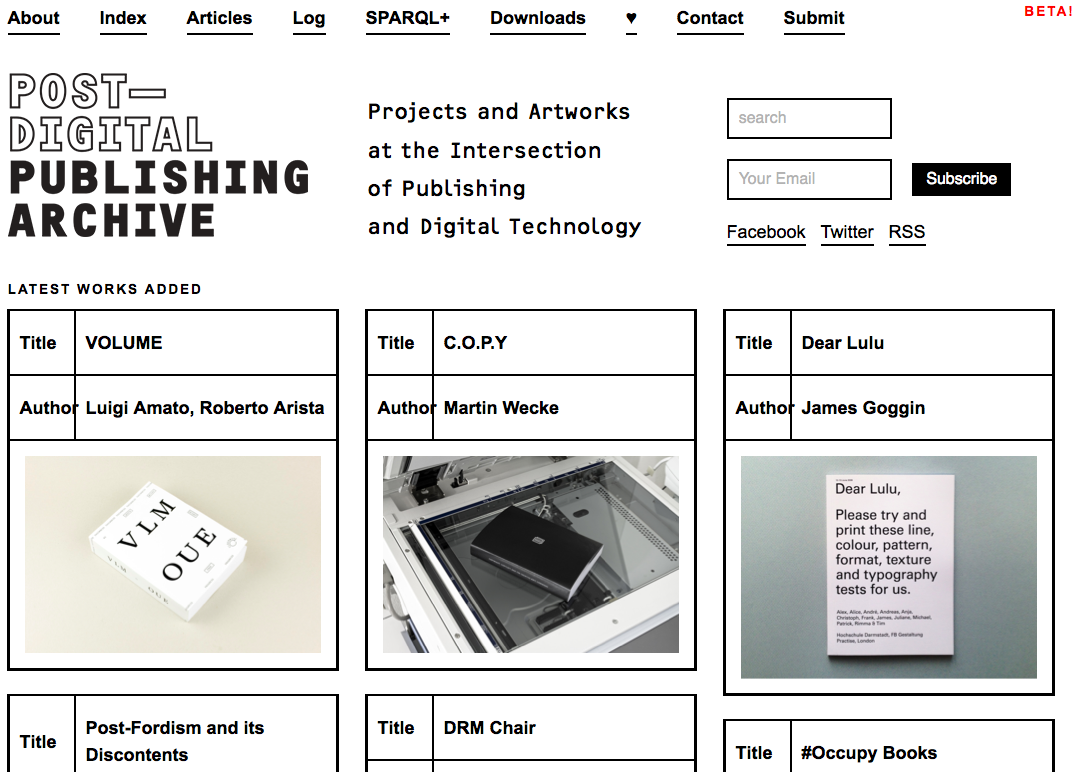 About Index Articles Log SPARQL+ Downloads ♥ Contact Submit
BETA!
POST—
DIGITAL
PUBLISHING
ARCHIVE
Projects and Artworks
at the Intersection
of Publishing
and Digital Technology
search
Your Email
Subscribe
Facebook Twitter RSS
LATEST WORKS ADDED
Title VOLUME
Author Luigi Amato, Roberto Arista
VLM
OUE
VLM OUE
Title C.O.P.Y
Author Martin Wecke
Title Dear Lulu
Author James Goggin
Dear Lulu,
Please try and
print these line,
colour, pattern,
format, texture
and typography
tests for us.
Alex, Alice, André, Andreas, Anja,
Christoph, Frank, James, Juliane, Michael,
Patrick, Rimma & Tim
Hochschule Darmstadt, FB Gestaltung
Practise, London
Title Post-Fordism and its
Discontents
Title DRM Chair
Title #Occupy Books